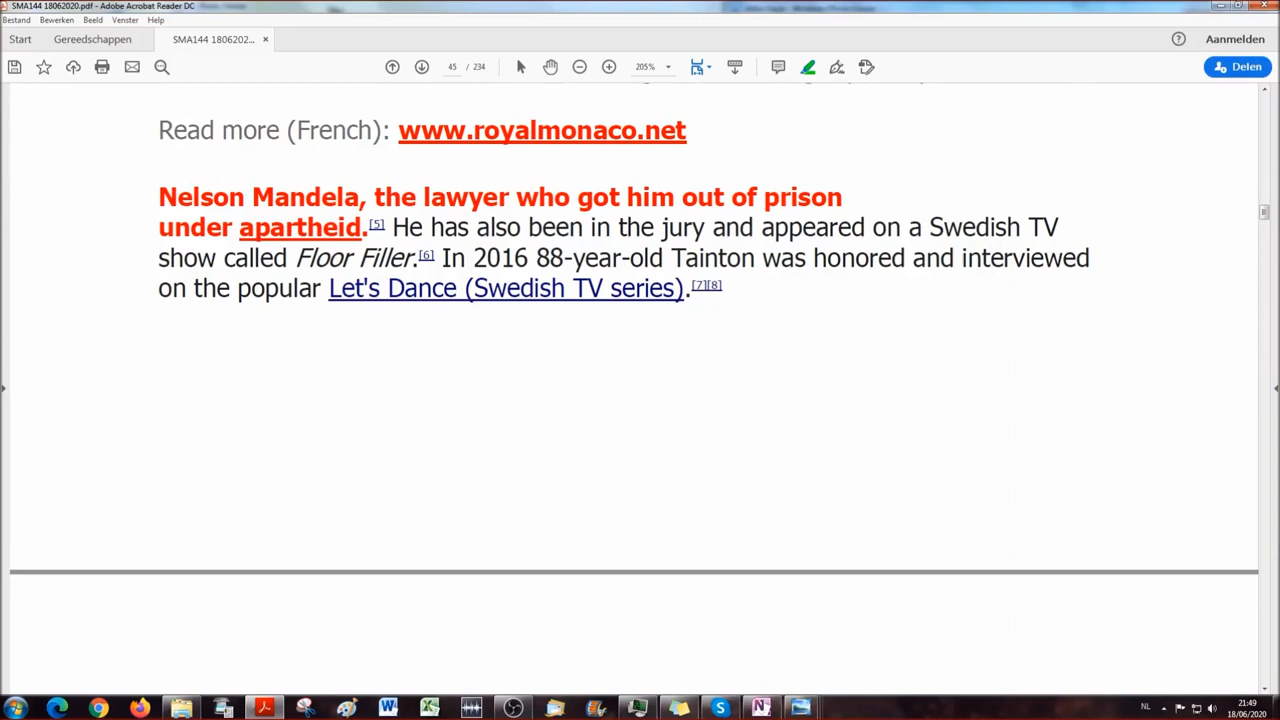 SMA144 18062020.pdf - Adobe Acrobat Reader DC
Bestand Bewerken Beeld Venster Help
Start Gereedschappen SMA144 1806202... × Aanmelden
45 / 234 205% Delen
Read more (French): www.royalmonaco.net
Nelson Mandela, the lawyer who got him out of prison
under apartheid.[5] He has also been in the jury and appeared on a Swedish TV
show called Floor Filler.[6] In 2016 88-year-old Tainton was honored and interviewed
on the popular Let's Dance (Swedish TV series).[7][8]
NL 21:49
18/06/2020